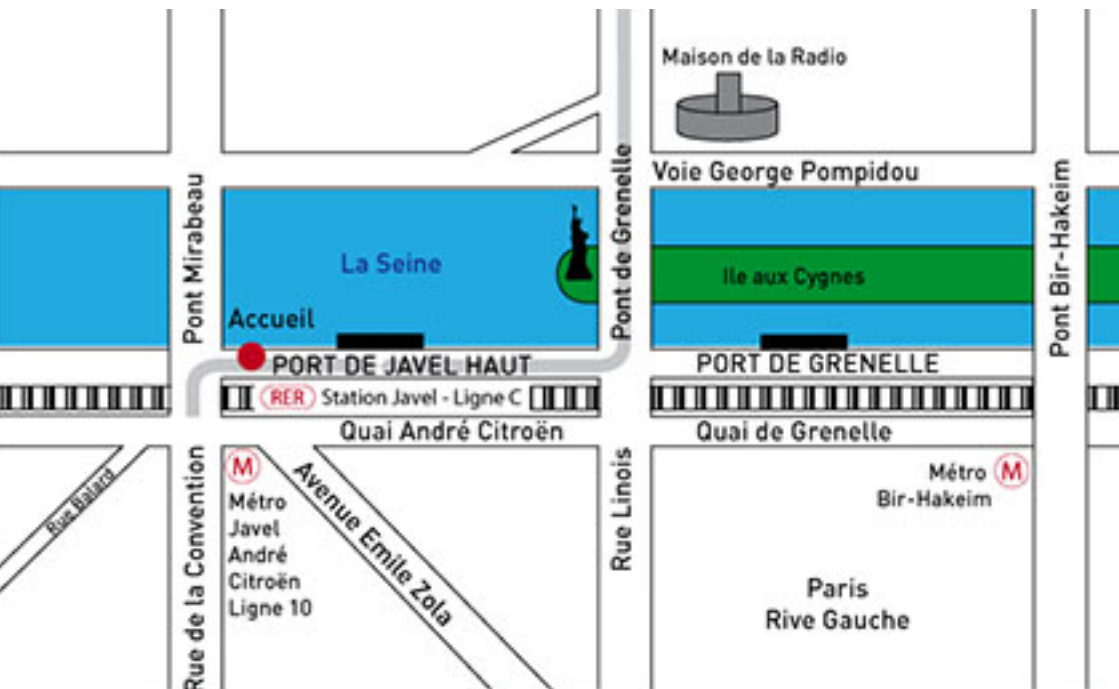 Maison de la Radio
Voie George Pompidou
Pont Mirabeau
Pont de Grenelle
Pont Bir-Hakeim
La Seine
Ile aux Cygnes
Accueil
PORT DE JAVEL HAUT
PORT DE GRENELLE
RER Station Javel - Ligne C
Quai André Citroën
Quai de Grenelle
Rue Balard
Rue de la Convention
M
Métro
Javel
André
Citroën
Ligne 10
Avenue Emile Zola
Rue Linois
Métro M
Bir-Hakeim
Paris
Rive Gauche